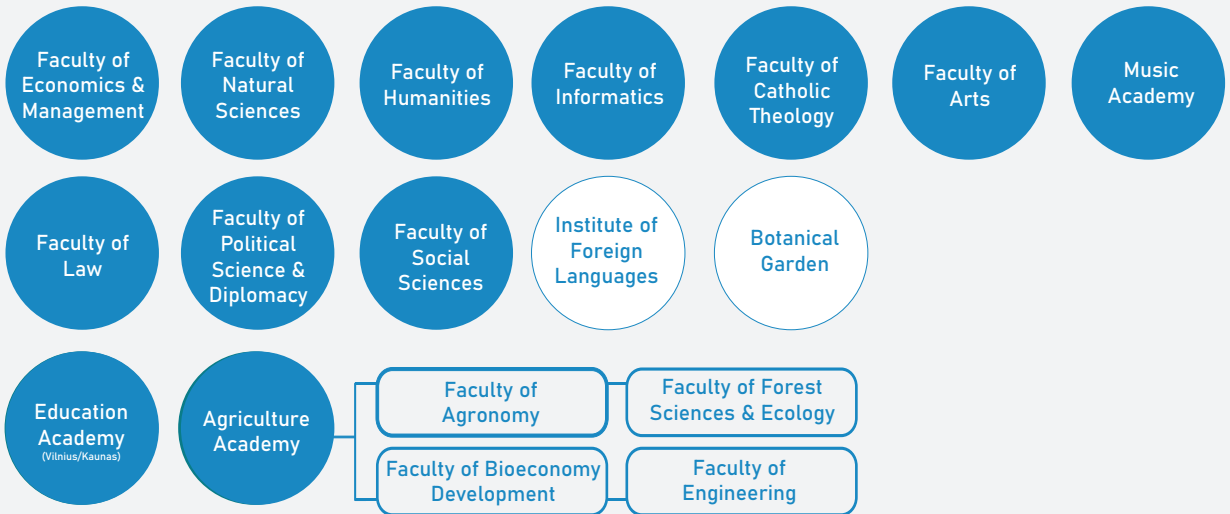 Faculty of
Economics &
Management
Faculty of
Natural
Sciences
Faculty of
Humanities
Faculty of
Informatics
Faculty of
Catholic
Theology
Faculty of
Arts
Music
Academy
Faculty of
Law
Faculty of
Political
Science &
Diplomacy
Faculty of
Social
Sciences
Institute of
Foreign
Languages
Botanical
Garden
Education
Academy
(Vilnius/Kaunas)
Agriculture
Academy
Faculty of
Agronomy
Faculty of Forest
Sciences & Ecology
Faculty of Bioeconomy
Development
Faculty of
Engineering